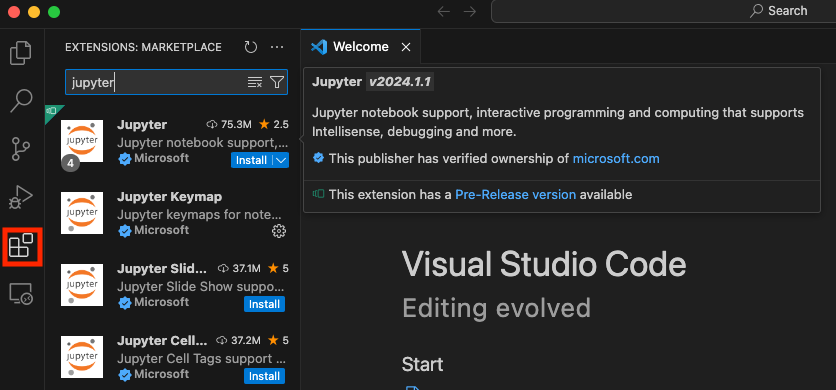 Search
EXTENSIONS: MARKETPLACE
Welcome
jupyter
Jupyter v2024.1.1
Jupyter notebook support, interactive programming and computing that supports
Intellisense, debugging and more.
This publisher has verified ownership of microsoft.com
This extension has a Pre-Release version available
jupyter
4
Jupyter 75.3M 2.5
Jupyter notebook support,...
Microsoft Install
jupyter
Jupyter Keymap
Jupyter keymaps for note...
Microsoft
jupyter
Jupyter Slid... 37.1M 5
Jupyter Slide Show suppo...
Microsoft Install
jupyter
Jupyter Cell... 37.2M 5
Jupyter Cell Tags support ...
Microsoft Install
Visual Studio Code
Editing evolved
Start